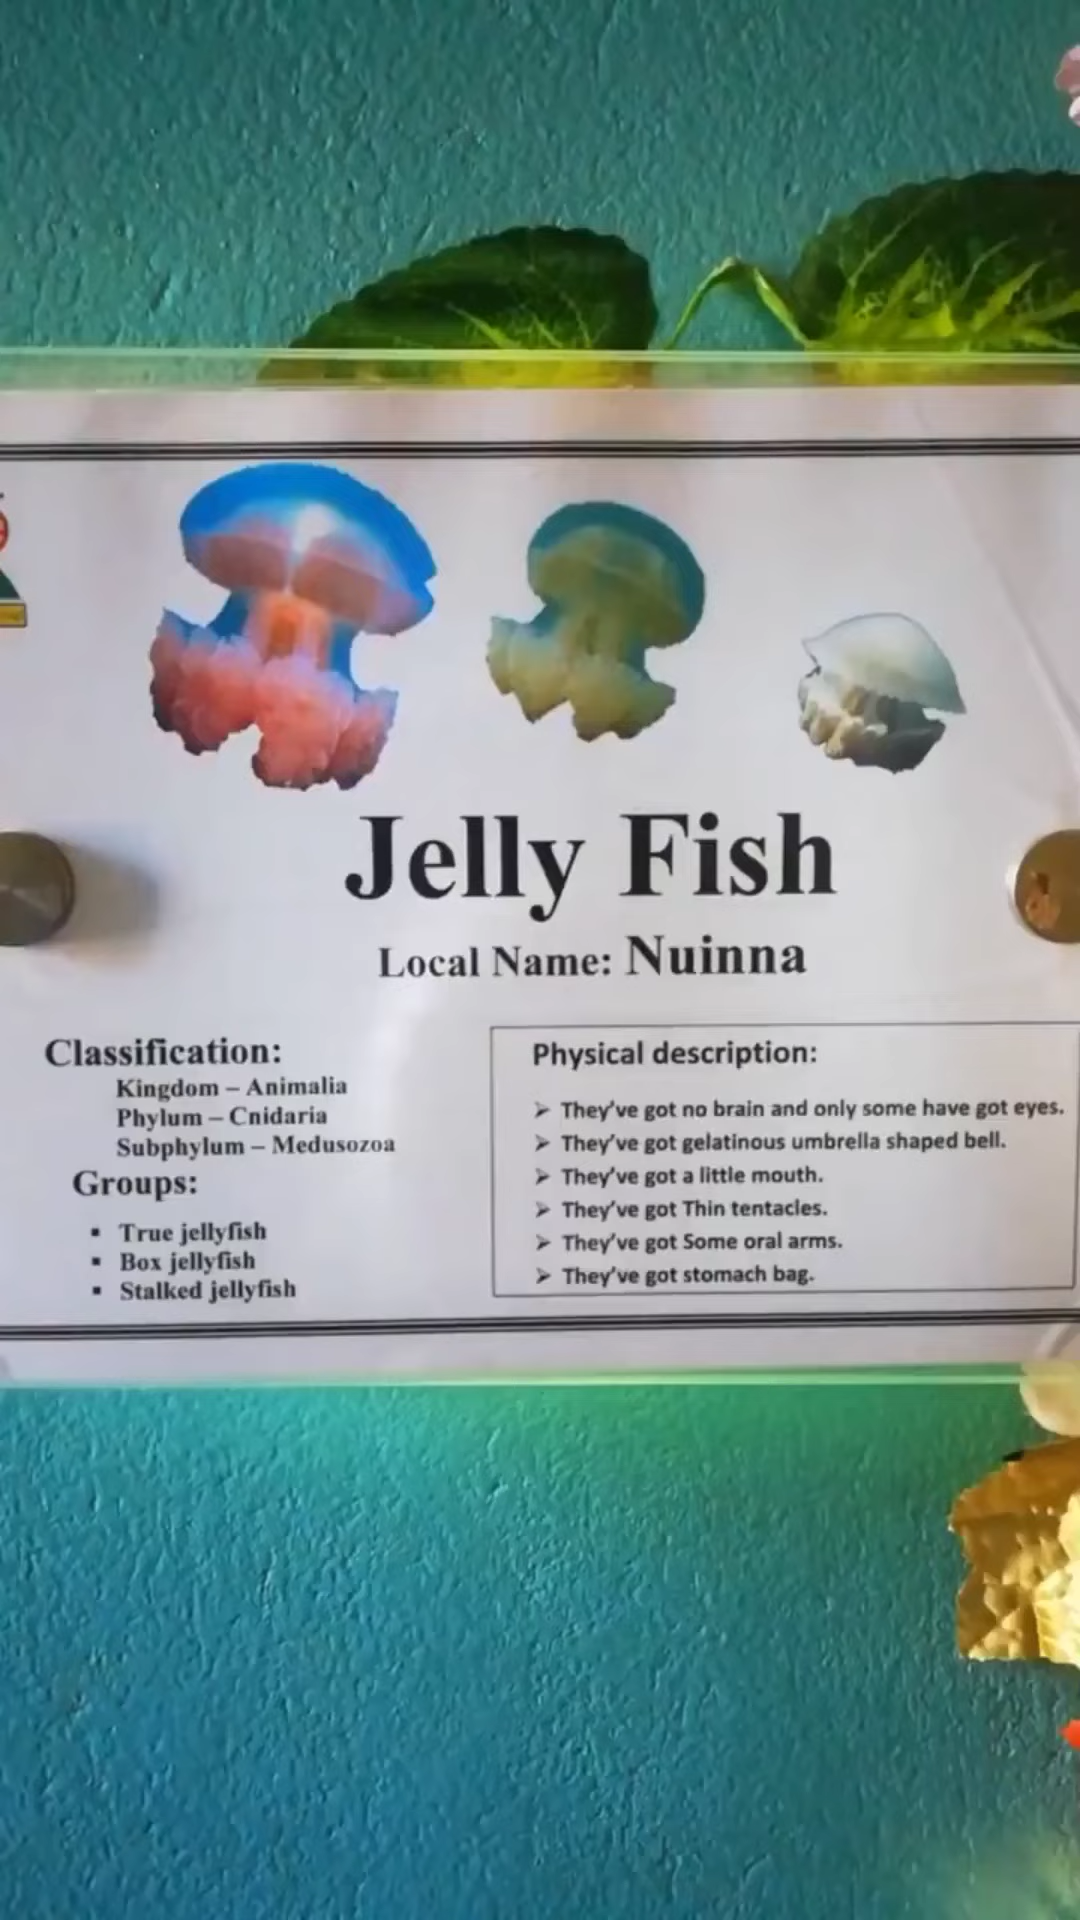 Jelly Fish
Local Name: Nuinna
Classification:
Kingdom – Animalia
Phylum – Cnidaria
Subphylum – Medusozoa
Groups:
▪ True jellyfish
▪ Box jellyfish
▪ Stalked jellyfish
Physical description:
➢ They've got no brain and only some have got eyes.
➢ They've got gelatinous umbrella shaped bell.
➢ They've got a little mouth.
➢ They've got Thin tentacles.
➢ They've got Some oral arms.
➢ They've got stomach bag.